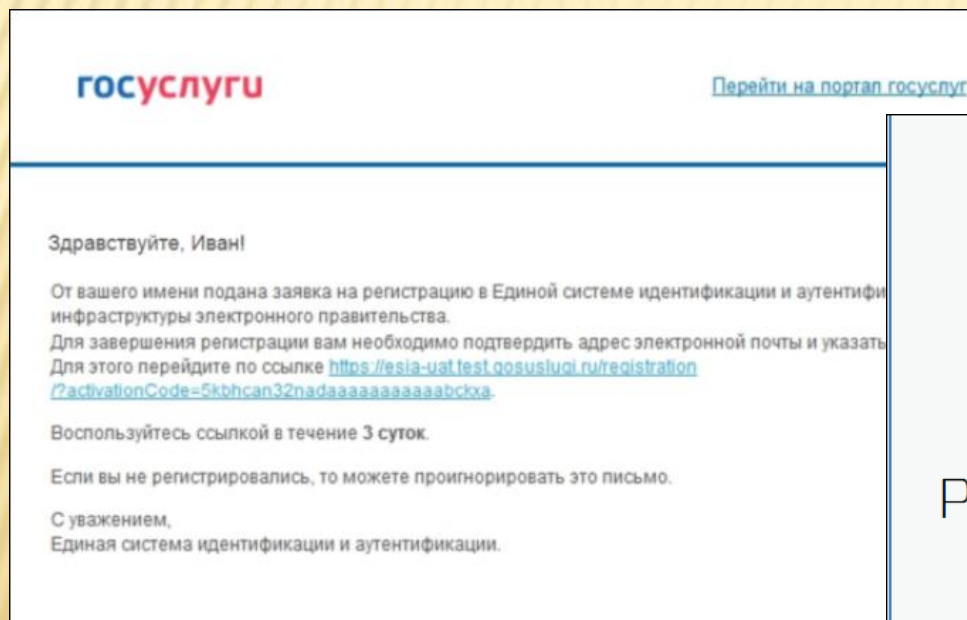 госуслуги
Перейти на портал госуслуг
Здравствуйте, Иван!
От вашего имени подана заявка на регистрацию в Единой системе идентификации и аутентифи
инфраструктуры электронного правительства.
Для завершения регистрации вам необходимо подтвердить адрес электронной почты и указать
Для этого перейдите по ссылке https://esia-uat.test.gosuslugi.ru/registration
/?activationCode=5kbhcan32nadaaaaaaaaaaabckxa.
Воспользуйтесь ссылкой в течение 3 суток.
Если вы не регистрировались, то можете проигнорировать это письмо.
С уважением,
Единая система идентификации и аутентификации.
Р